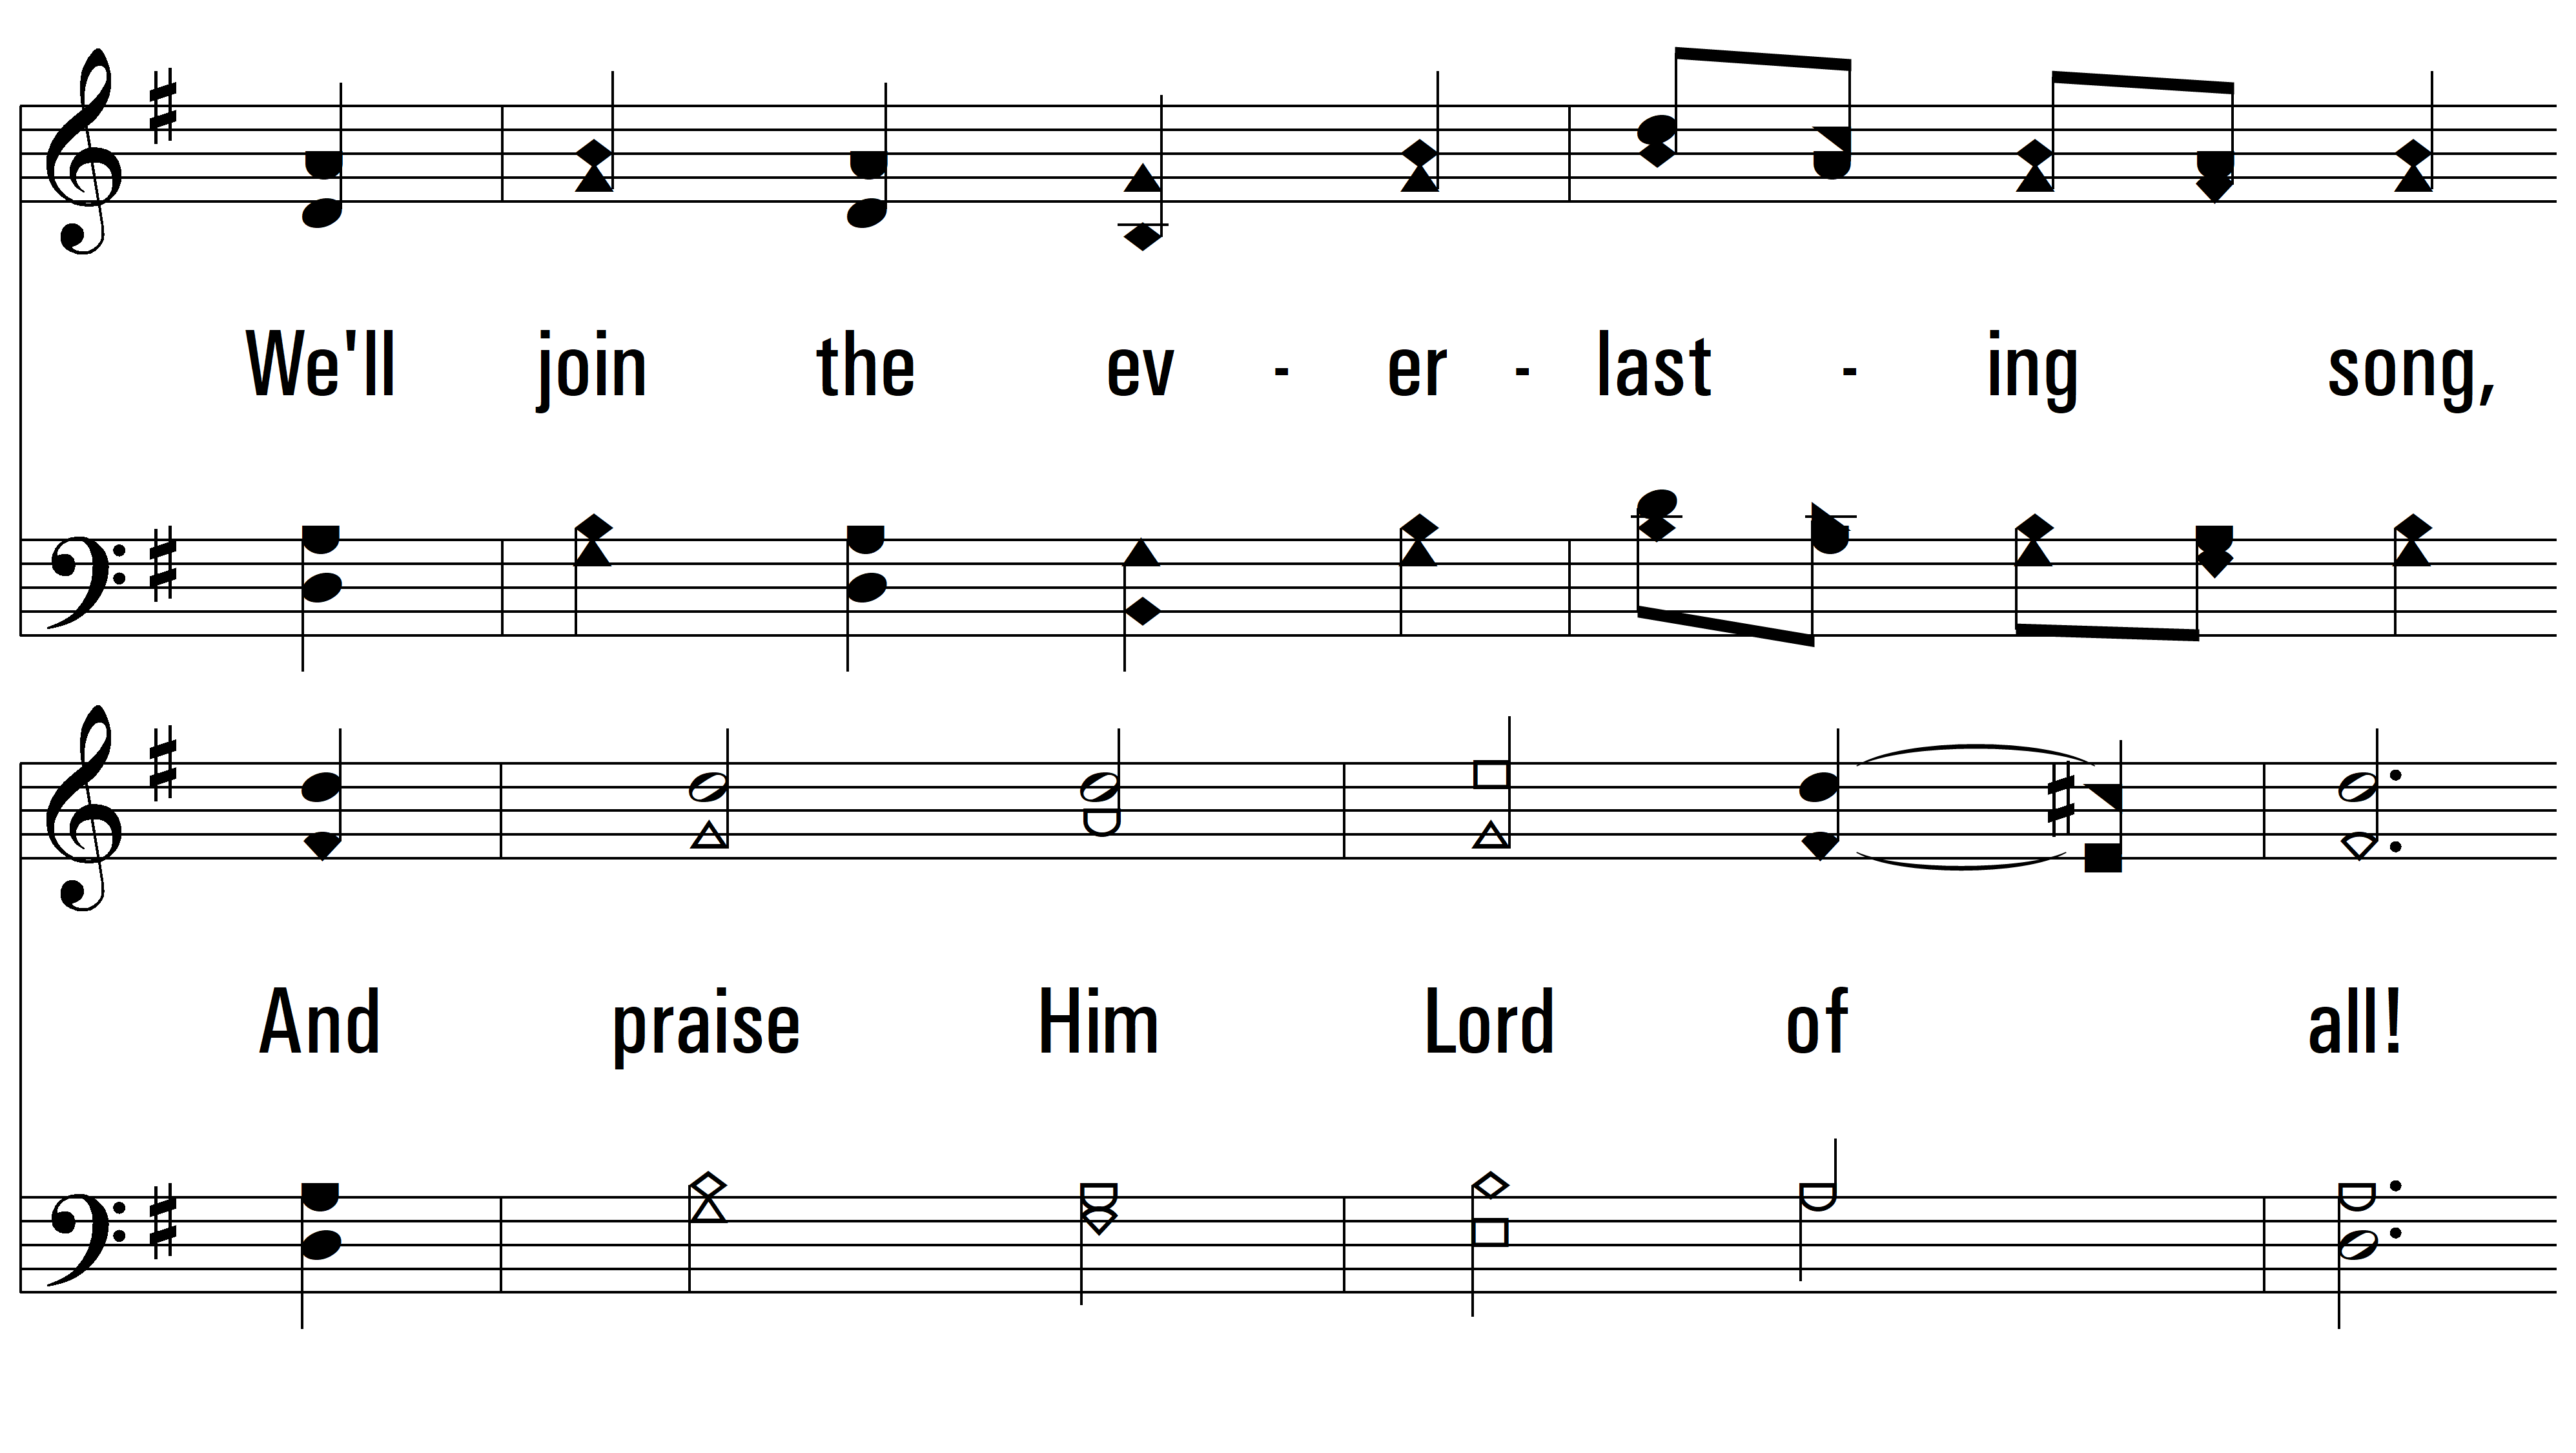 We'll join the ev - er - last - ing song,
And praise Him Lord of all!